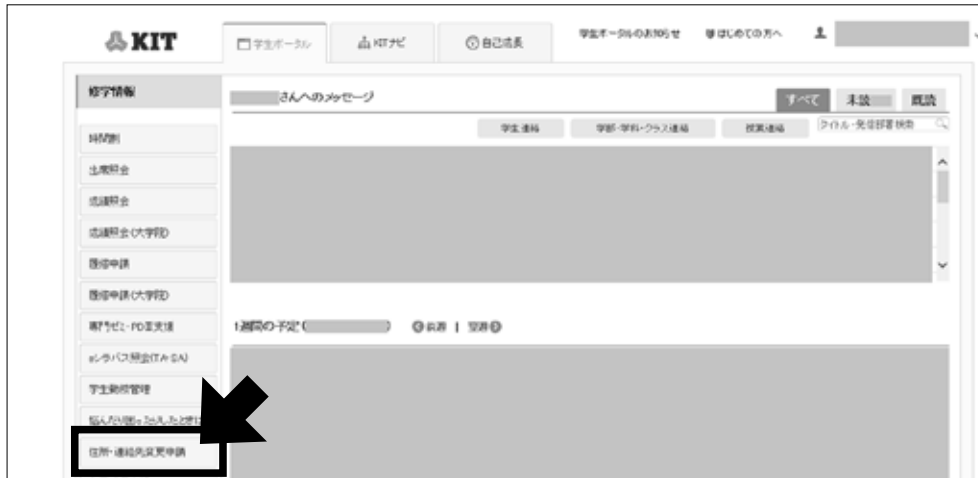 KIT
学生ポータル
KITナビ
自己成長
学生ポータルのお知らせ
はじめての方へ
修学情報
さんへのメッセージ
すべて 未読 既読
学生連絡 学部・学科・クラス連絡 授業連絡 タイトル・発信部署検索
時間割
出席照会
成績照会
成績照会(大学院)
履修申請
履修申請(大学院)
専門ゼミ・PDⅢ支援
1週間の予定( ) 前週 | 翌週
eシラバス照会(TA・SA)
学生勤務管理
住所・連絡先変更申請